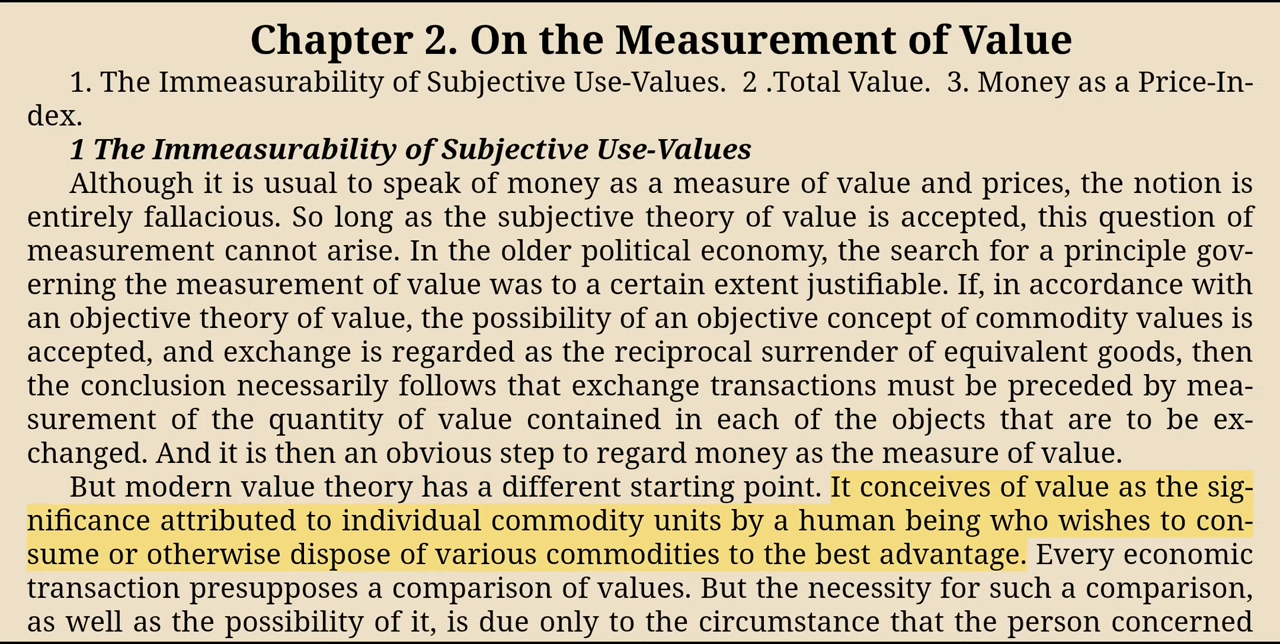 Chapter 2. On the Measurement of Value
1. The Immeasurability of Subjective Use-Values. 2 .Total Value. 3. Money as a Price-In-
dex.
1 The Immeasurability of Subjective Use-Values
Although it is usual to speak of money as a measure of value and prices, the notion is
entirely fallacious. So long as the subjective theory of value is accepted, this question of
measurement cannot arise. In the older political economy, the search for a principle gov-
erning the measurement of value was to a certain extent justifiable. If, in accordance with
an objective theory of value, the possibility of an objective concept of commodity values is
accepted, and exchange is regarded as the reciprocal surrender of equivalent goods, then
the conclusion necessarily follows that exchange transactions must be preceded by mea-
surement of the quantity of value contained in each of the objects that are to be ex-
changed. And it is then an obvious step to regard money as the measure of value.
But modern value theory has a different starting point. It conceives of value as the sig-
nificance attributed to individual commodity units by a human being who wishes to con-
sume or otherwise dispose of various commodities to the best advantage. Every economic
transaction presupposes a comparison of values. But the necessity for such a comparison,
as well as the possibility of it, is due only to the circumstance that the person concerned